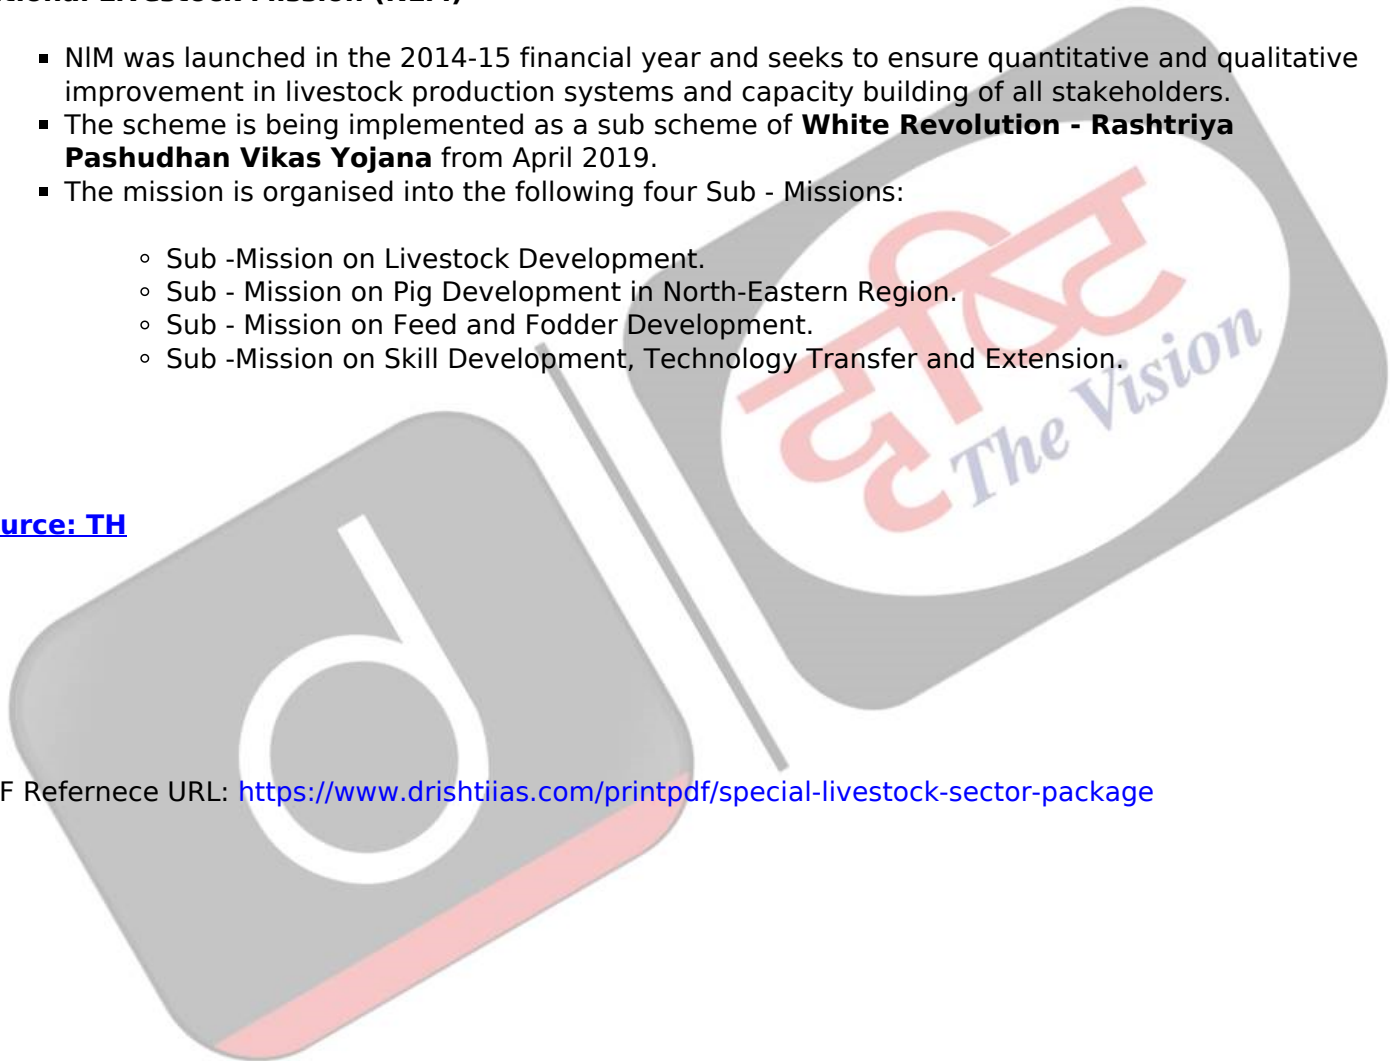 NlM was launched in the 2014-15 financial year and seeks to ensure quantitative and qualitative
improvement in livestock production systems and capacity building of all stakeholders.
The scheme is being implemented as a sub scheme of White Revolution - Rashtriya
Pashudhan Vikas Yojana from April 2019.
The mission is organised into the following four Sub - Missions:
Sub -Mission on Livestock Development.
Sub - Mission on Pig Development in North-Eastern Region.
Sub - Mission on Feed and Fodder Development.
Sub -Mission on Skill Development, Technology Transfer and Extension.
दृष्टि
The Vision
d
urce: TH
F Refernece URL: https://www.drishtiias.com/printpdf/special-livestock-sector-package